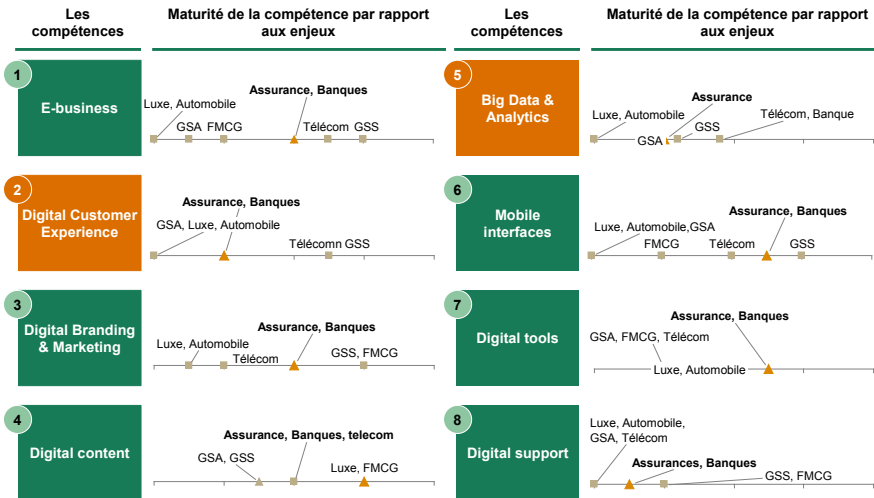 Les
compétences
Maturité de la compétence par rapport
aux enjeux
1
E-business
Assurance, Banques
Luxe, Automobile
GSA FMCG
Télécom GSS
2
Digital Customer
Experience
Assurance, Banques
GSA, Luxe, Automobile
Télécomn GSS
3
Digital Branding
& Marketing
Assurance, Banques
Luxe, Automobile
Télécom
GSS, FMCG
4
Digital content
Assurance, Banques, telecom
GSA, GSS
Luxe, FMCG
Les
compétences
Maturité de la compétence par rapport
aux enjeux
5
Big Data &
Analytics
Assurance
Luxe, Automobile
Télécom, Banque
GSS
GSA
6
Mobile
interfaces
Assurance, Banques
Luxe, Automobile,GSA
FMCG
Télécom
GSS
7
Digital tools
Assurance, Banques
GSA, FMCG, Télécom
Luxe, Automobile
8
Digital support
Luxe, Automobile,
GSA, Télécom
Assurances, Banques
GSS, FMCG